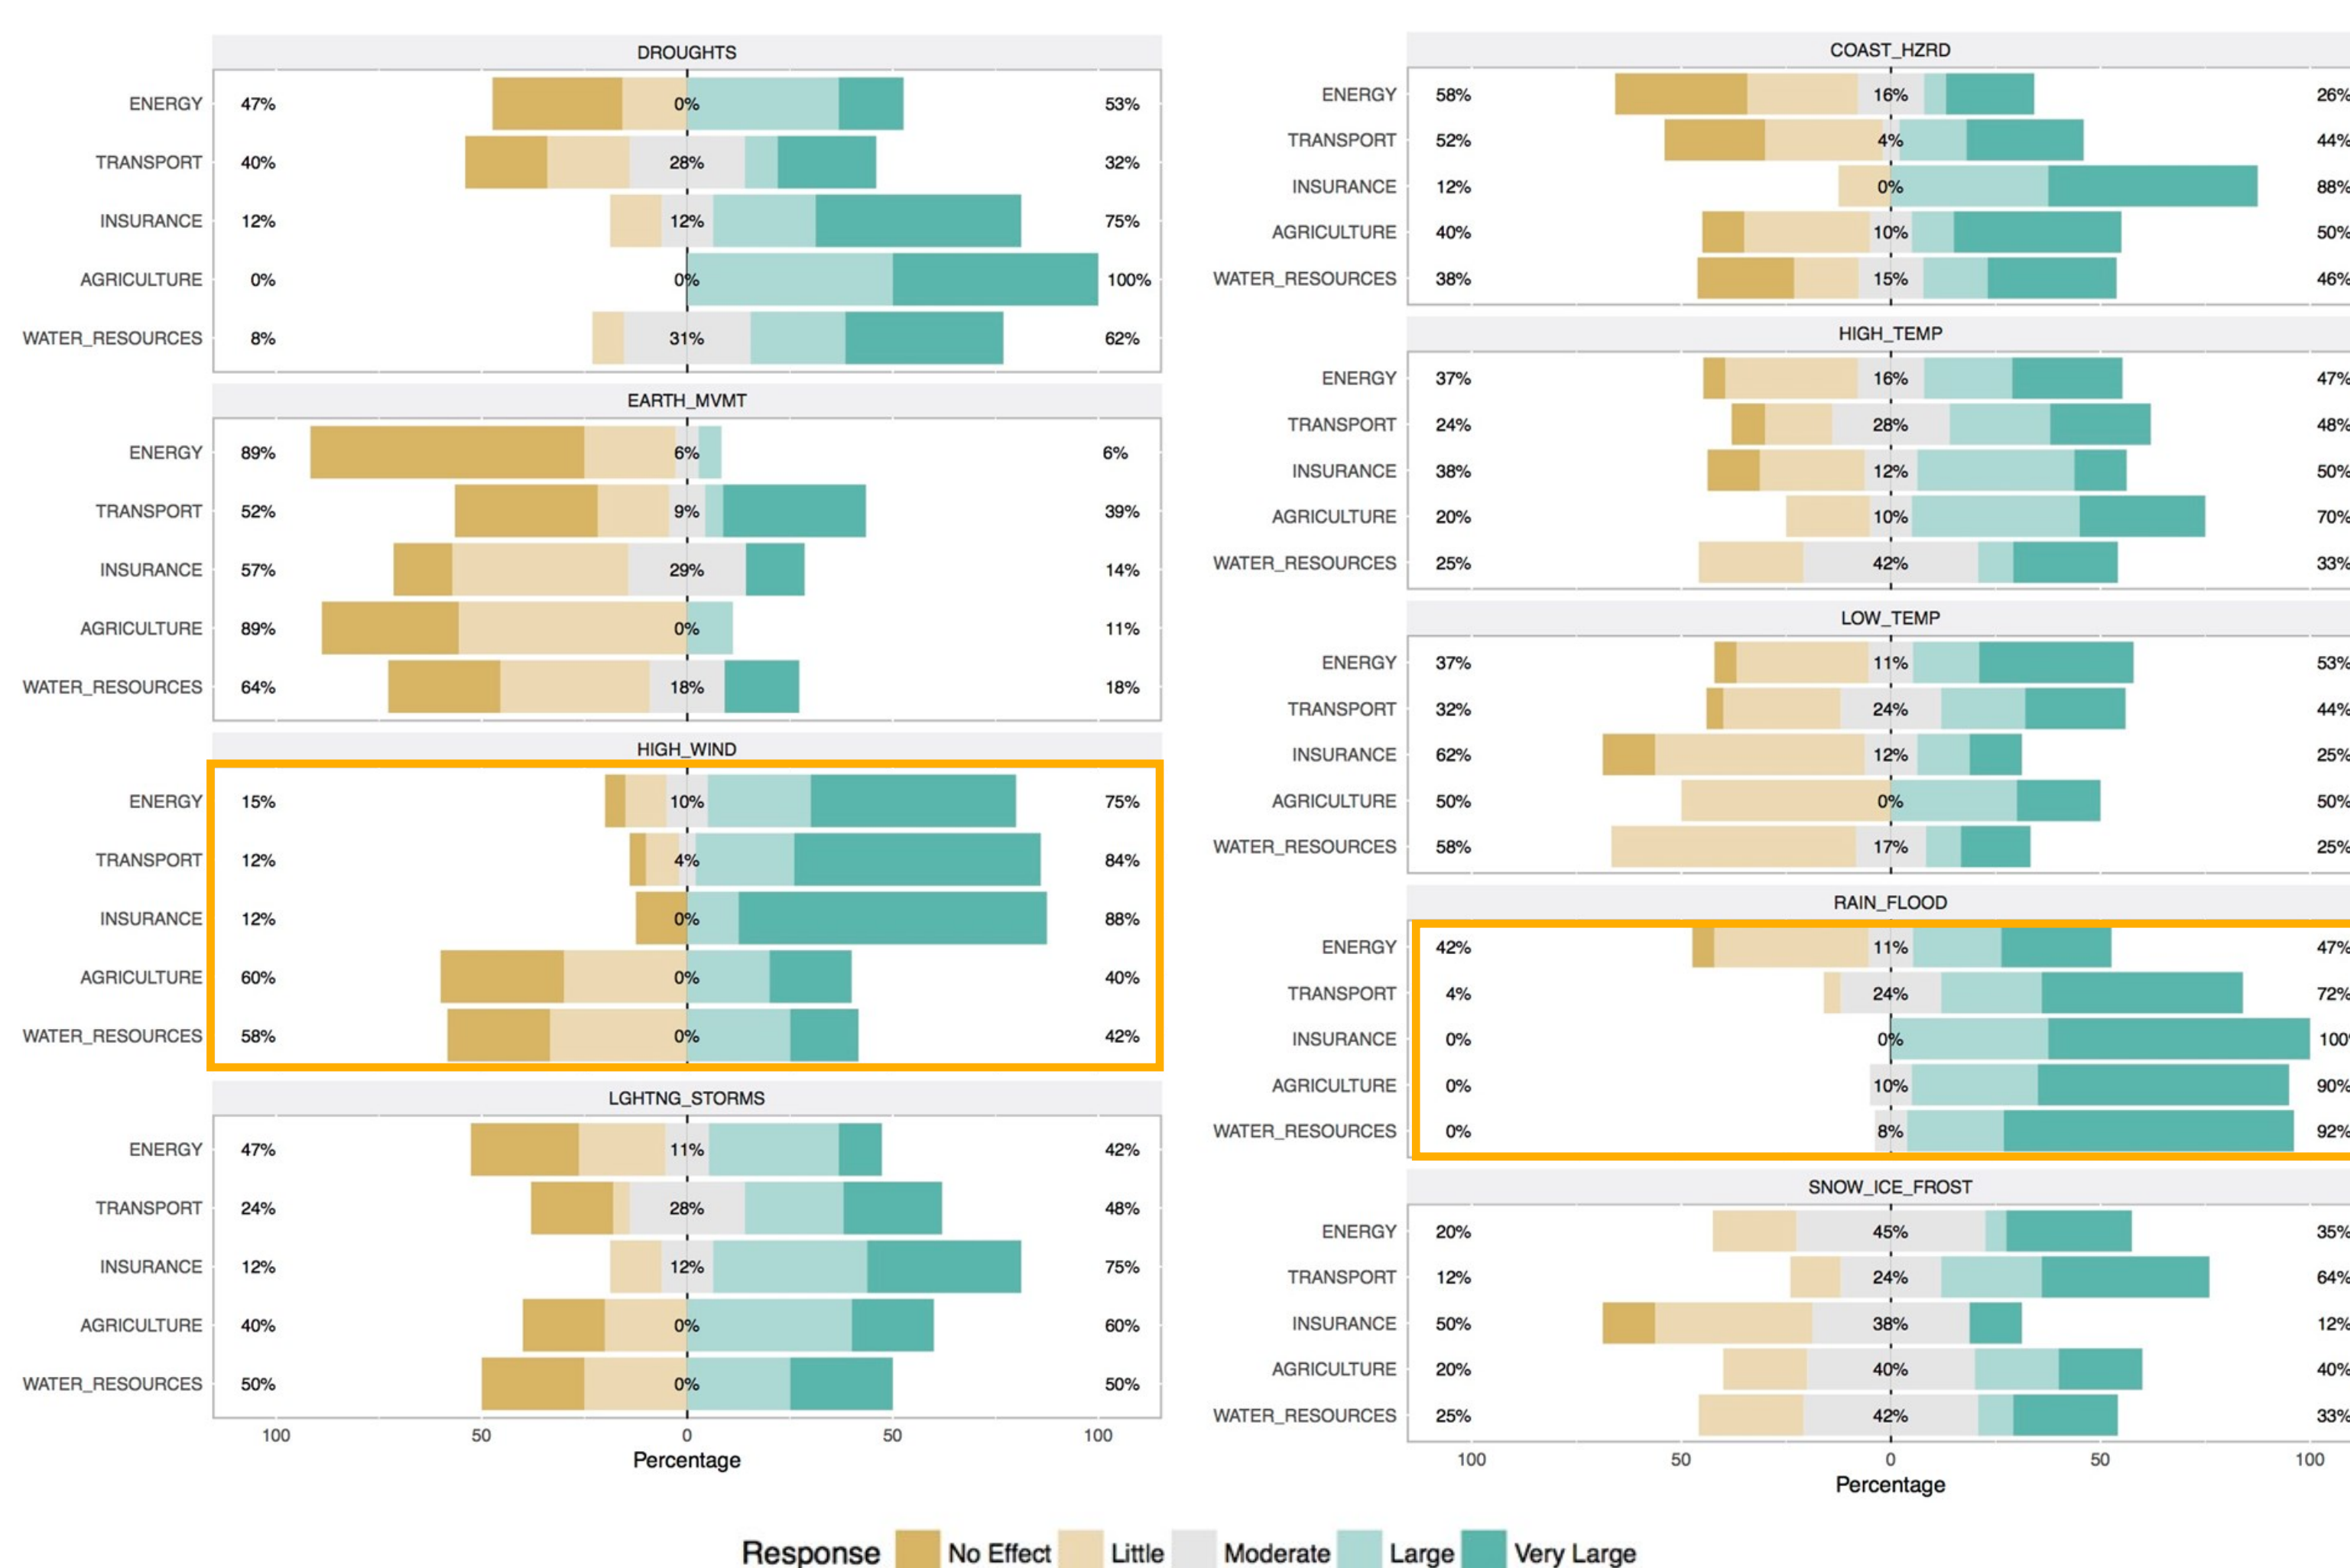 DROUGHTS
ENERGY 47% 0% 53%
TRANSPORT 40% 28% 32%
INSURANCE 12% 12% 75%
AGRICULTURE 0% 0% 100%
WATER_RESOURCES 8% 31% 62%
EARTH_MVMT
ENERGY 89% 6% 6%
TRANSPORT 52% 9% 39%
INSURANCE 57% 29% 14%
AGRICULTURE 89% 0% 11%
WATER_RESOURCES 64% 18% 18%
HIGH_WIND
ENERGY 15% 10% 75%
TRANSPORT 12% 4% 84%
INSURANCE 12% 0% 88%
AGRICULTURE 60% 0% 40%
WATER_RESOURCES 58% 0% 42%
LGHTNG_STORMS
ENERGY 47% 11% 42%
TRANSPORT 24% 28% 48%
INSURANCE 12% 12% 75%
AGRICULTURE 40% 0% 60%
WATER_RESOURCES 50% 0% 50%
100 50 0 50 100
Percentage
COAST_HZRD
ENERGY 58% 16% 26%
TRANSPORT 52% 4% 44%
INSURANCE 12% 0% 88%
AGRICULTURE 40% 10% 50%
WATER_RESOURCES 38% 15% 46%
HIGH_TEMP
ENERGY 37% 16% 47%
TRANSPORT 24% 28% 48%
INSURANCE 38% 12% 50%
AGRICULTURE 20% 10% 70%
WATER_RESOURCES 25% 42% 33%
LOW_TEMP
ENERGY 37% 11% 53%
TRANSPORT 32% 24% 44%
INSURANCE 62% 12% 25%
AGRICULTURE 50% 0% 50%
WATER_RESOURCES 58% 17% 25%
RAIN_FLOOD
ENERGY 42% 11% 47%
TRANSPORT 4% 24% 72%
INSURANCE 0% 0% 100%
AGRICULTURE 0% 10% 90%
WATER_RESOURCES 0% 8% 92%
SNOW_ICE_FROST
ENERGY 20% 45% 35%
TRANSPORT 12% 24% 64%
INSURANCE 50% 38% 12%
AGRICULTURE 20% 40% 40%
WATER_RESOURCES 25% 42% 33%
100 50 0 50 100
Percentage
Response No Effect Little Moderate Large Very Large